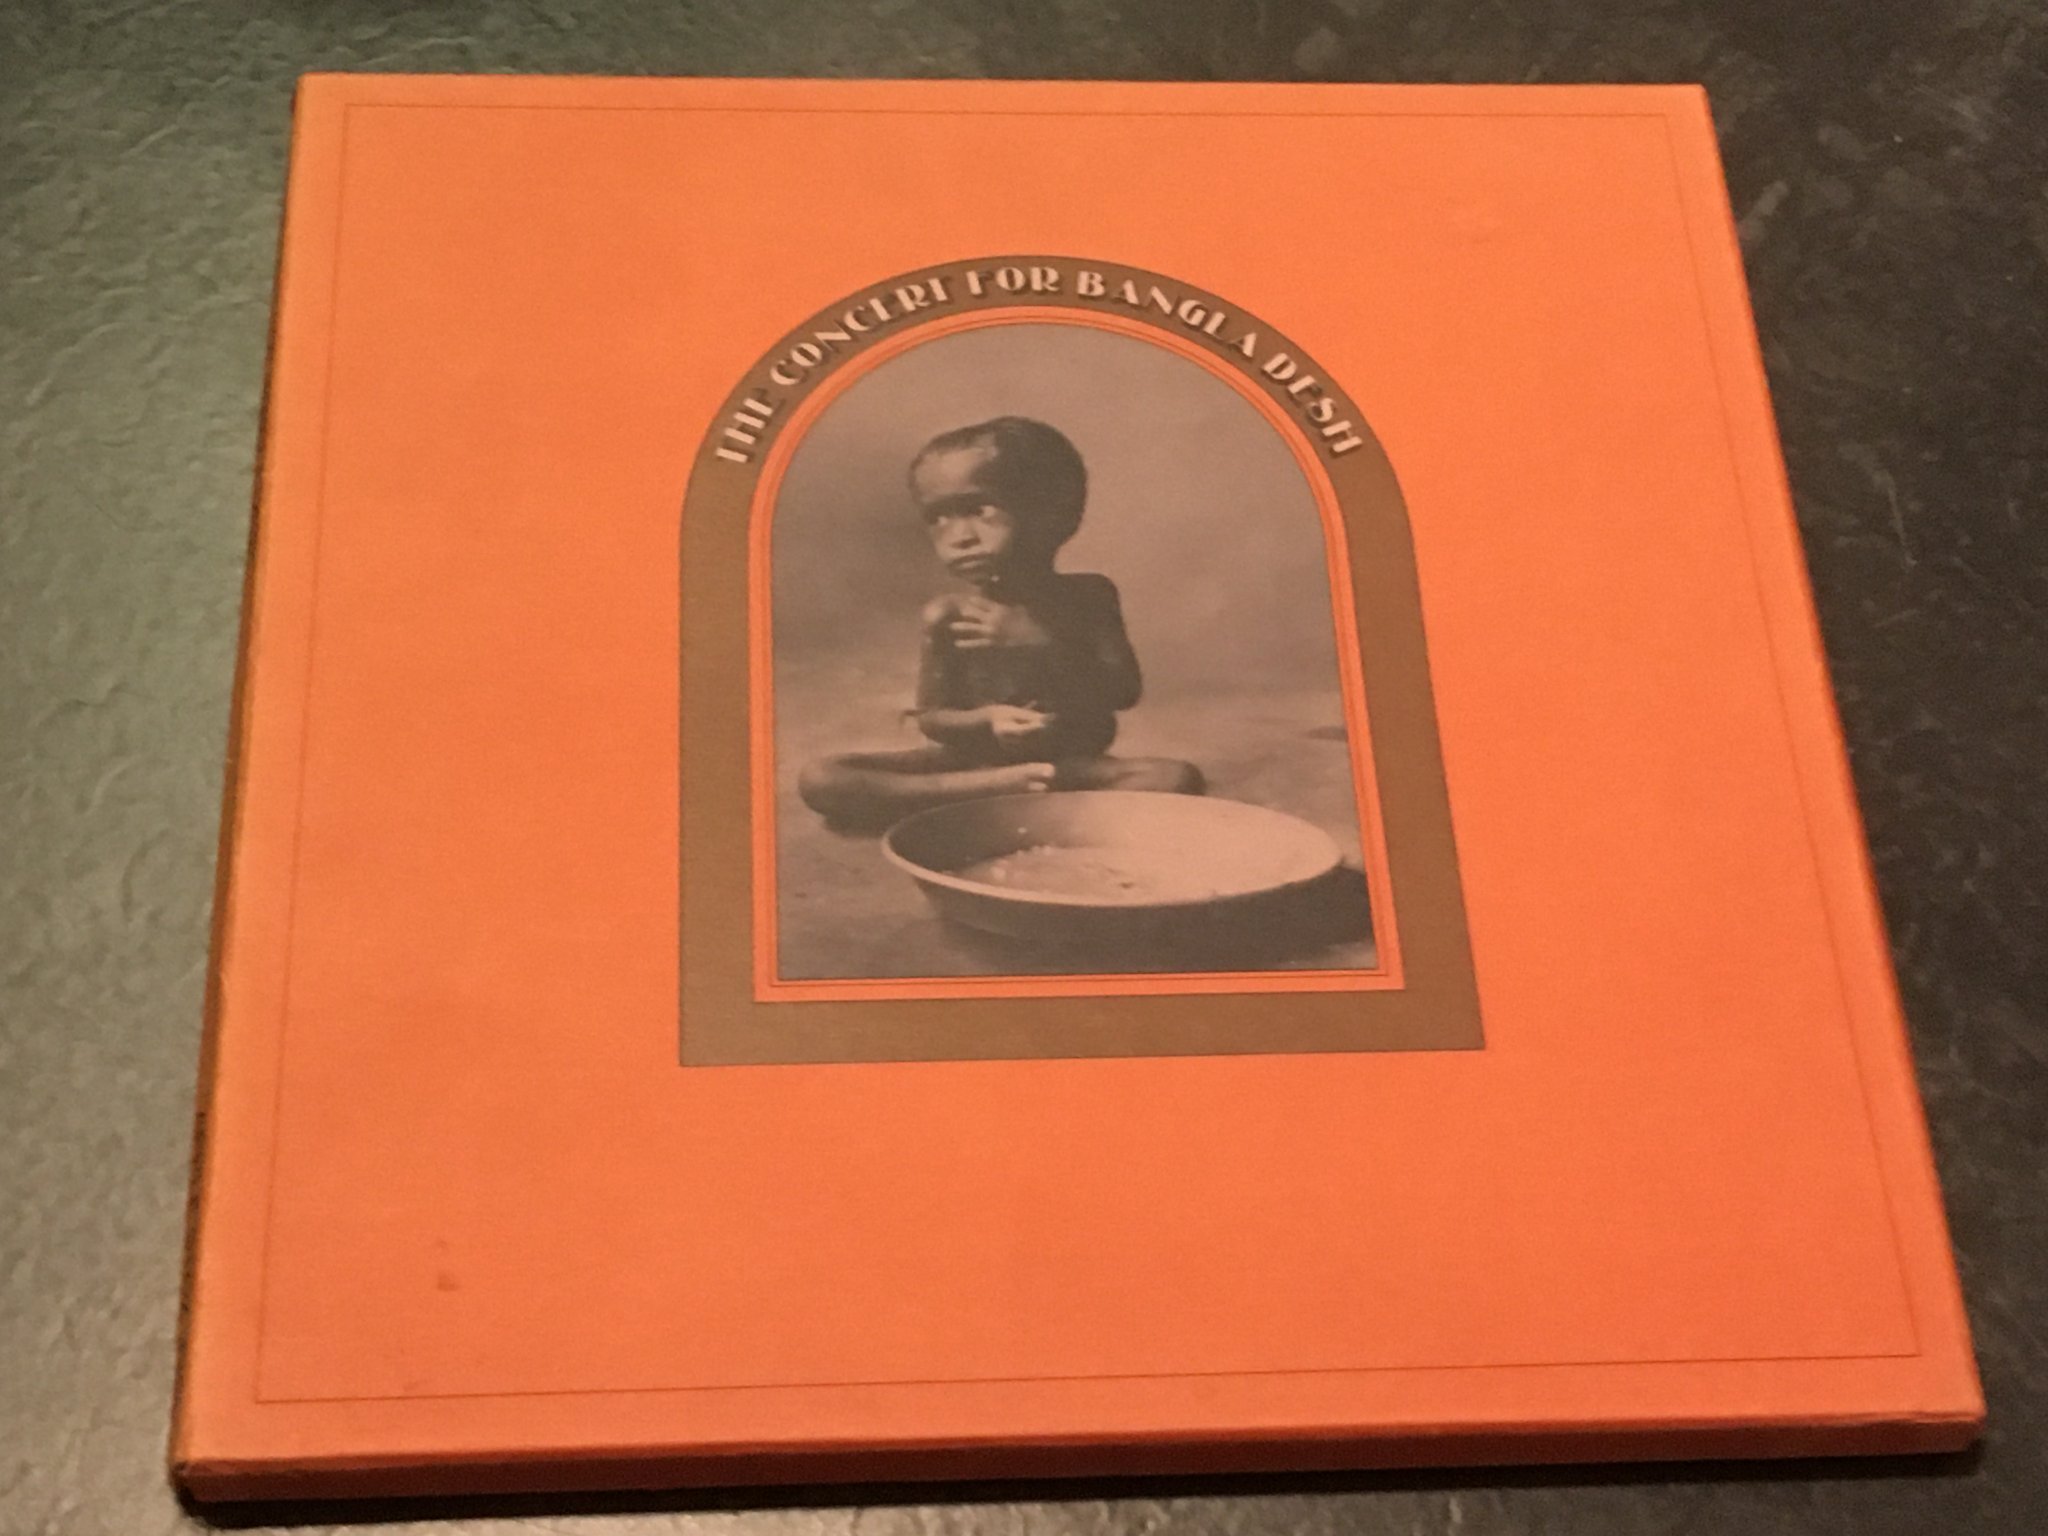 THE CONCERT FOR BANGLA DESH